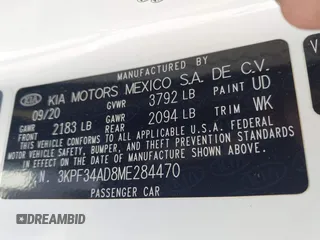 MANUFACTURED BY
KIA KIA MOTORS MEXICO S.A. DE C.V.
09/20 GVWR 3792 LB PAINT UD
GAWR FRONT 2183 LB GAWR REAR 2094 LB TRIM WK
THIS VEHICLE CONFORMS TO ALL APPLICABLE U.S. FEDERAL
MOTOR VEHICLE SAFETY, BUMPER, AND THEFT PREVENTION
STANDARDS IN EFFECT ON THE DATE OF MANUFACTURE
SHOWN ABOVE.
I. N. 3KPF34AD8ME284470
PASSENGER CAR
V
DREAMBID